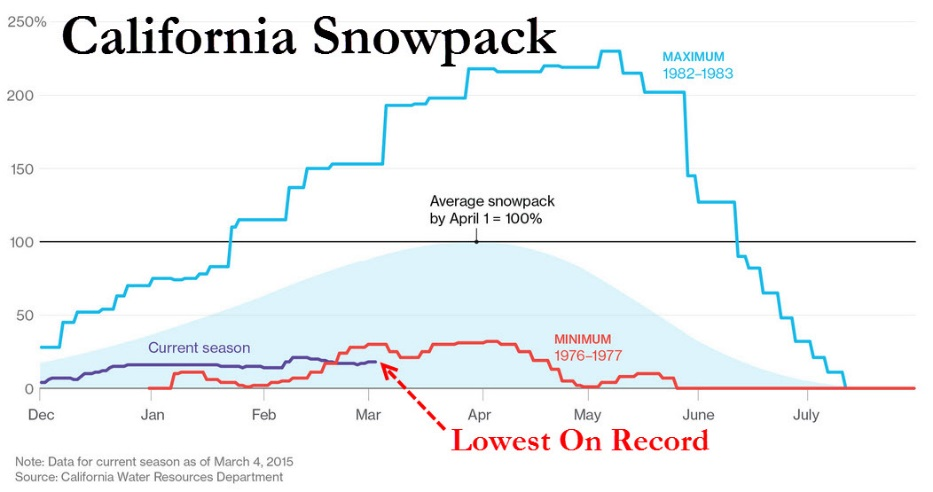 California Snowpack
250%
200
150
100
50
0
MAXIMUM
1982–1983
Average snowpack
by April 1 = 100%
MINIMUM
1976–1977
Current season
Dec
Jan
Feb
Mar
Apr
May
June
July
Lowest On Record
Note: Data for current season as of March 4, 2015
Source: California Water Resources Department